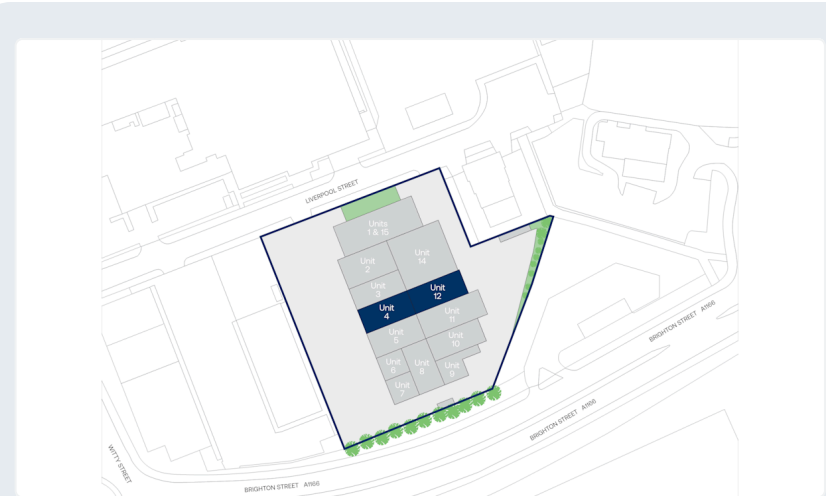 LIVERPOOL STREET
Units
1 & 15
Unit
2
Unit
14
Unit
3
Unit
12
Unit
4
Unit
11
Unit
5
Unit
10
Unit
6
Unit
8
Unit
9
Unit
7
BRIGHTON STREET A1166
BRIGHTON STREET A1166
WITTY STREET
BRIGHTON STREET A1166